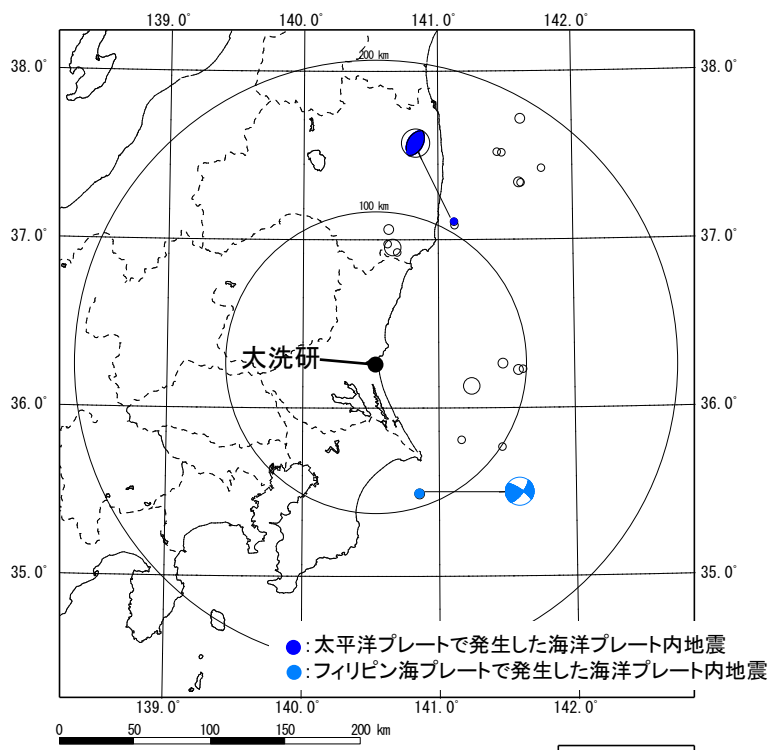 139.0° 140.0° 141.0° 142.0°
200 km
38.0° 38.0°
100 km
37.0° 37.0°
大洗研
36.0° 36.0°
35.0° 35.0°
●:太平洋プレートで発生した海洋プレート内地震
●:フィリピン海プレートで発生した海洋プレート内地震
139.0° 140.0° 141.0° 142.0°
0 50 100 150 200 km